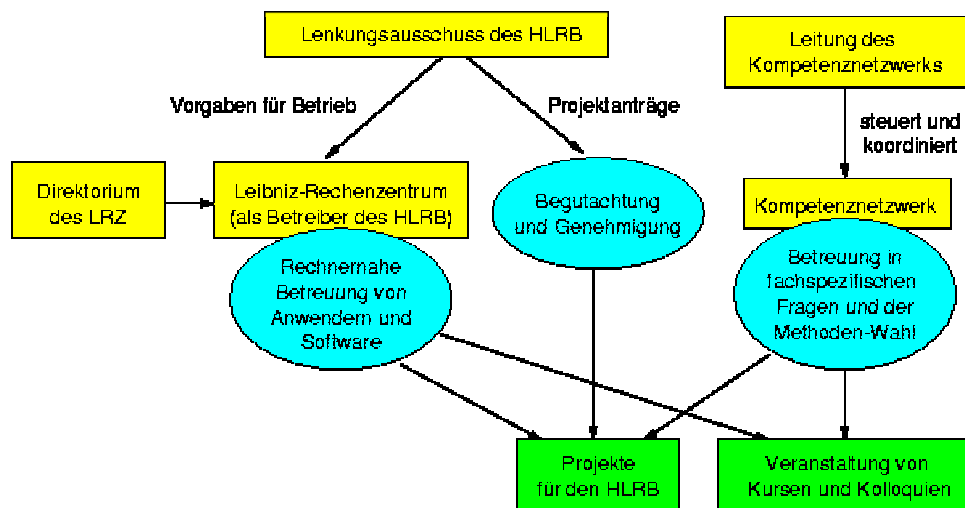 Lenkungsausschuss des HLRB
Leitung des
Kompetenznetzwerks
Vorgaben für Betrieb
Projektanträge
steuert und
koordiniert
Direktorium
des LRZ
Leibniz-Rechenzentrum
(als Betreiber des HLRB)
Begutachtung
und Genehmigung
Kompetenznetzwerk
Rechnernahe
Betreuung von
Anwendern und
Software
Betreuung in
fachspezifischen
Fragen und der
Methoden-Wahl
Projekte
für den HLRB
Veranstaltung von
Kursen und Kolloquien